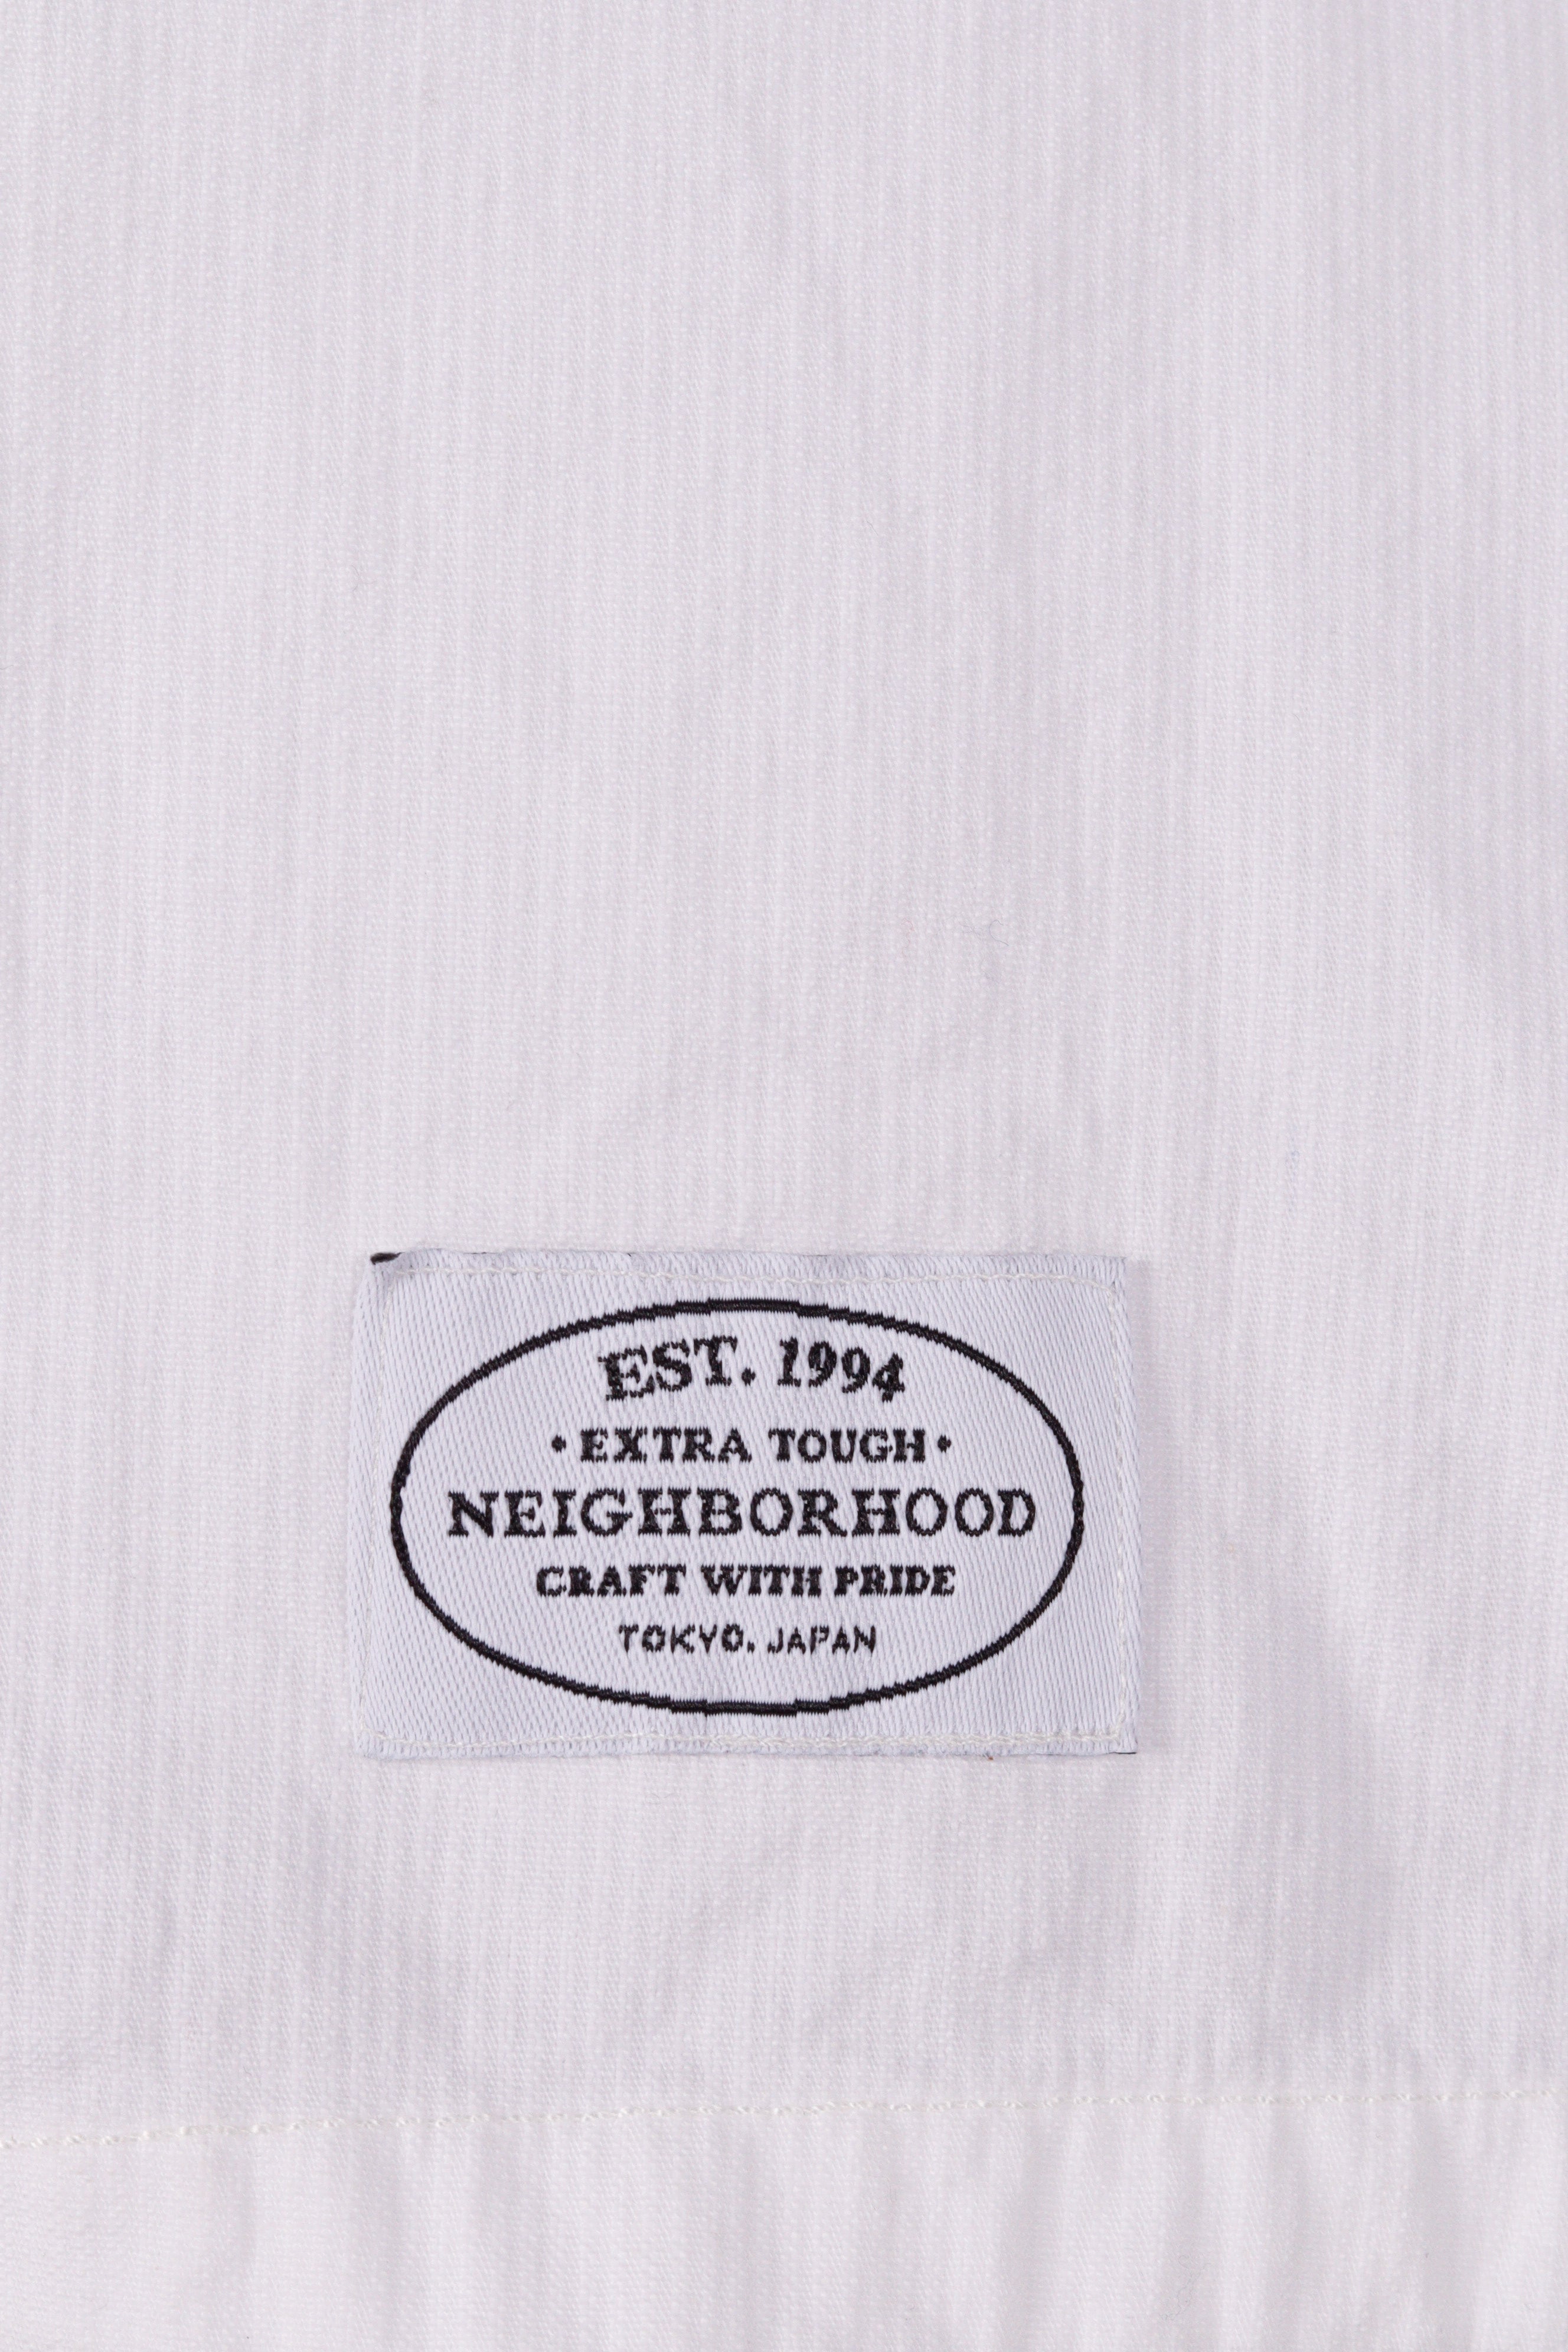 EST. 1994
• EXTRA TOUGH •
NEIGHBORHOOD
CRAFT WITH PRIDE
TOKYO. JAPAN